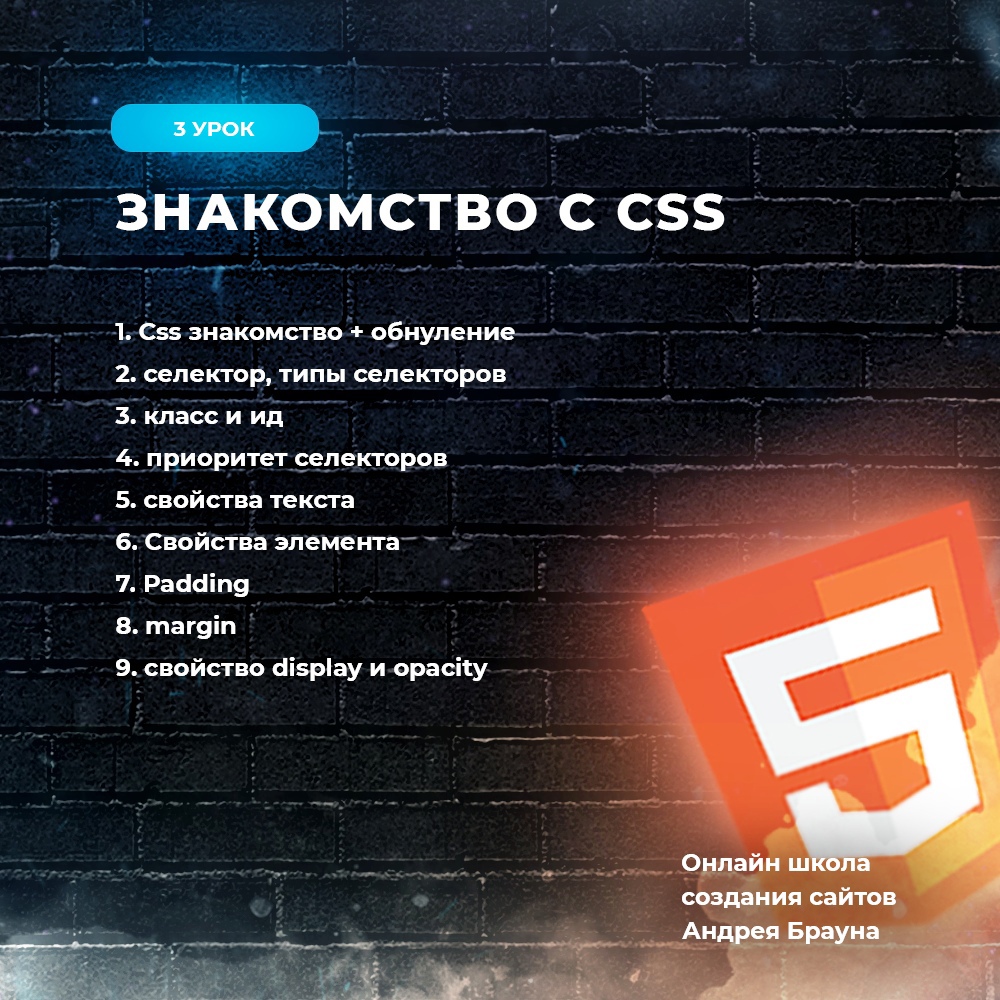 3 УРОК
ЗНАКОМСТВО С CSS
1. Css знакомство + обнуление
2. селектор, типы селекторов
3. класс и ид
4. приоритет селекторов
5. свойства текста
6. Свойства элемента
7. Padding
8. margin
9. свойство display и opacity
5
Онлайн школа
создания сайтов
Андрея Брауна